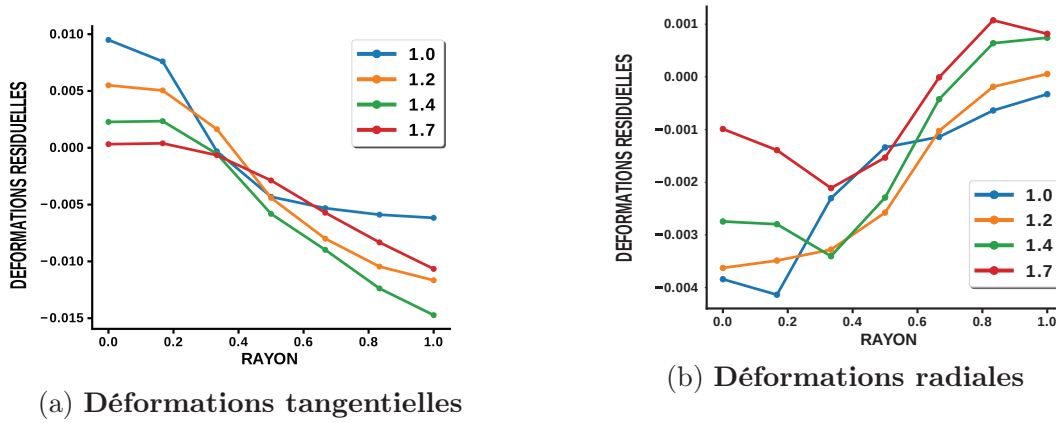 DEFORMATIONS RESIDUELLES
0.010
0.005
0.000
−0.005
−0.010
−0.015
0.0 0.2 0.4 0.6 0.8 1.0
RAYON
1.0
1.2
1.4
1.7
(a) Déformations tangentielles
DEFORMATIONS RESIDUELLES
0.001
0.000
−0.001
−0.002
−0.003
−0.004
0.0 0.2 0.4 0.6 0.8 1.0
RAYON
1.0
1.2
1.4
1.7
(b) Déformations radiales